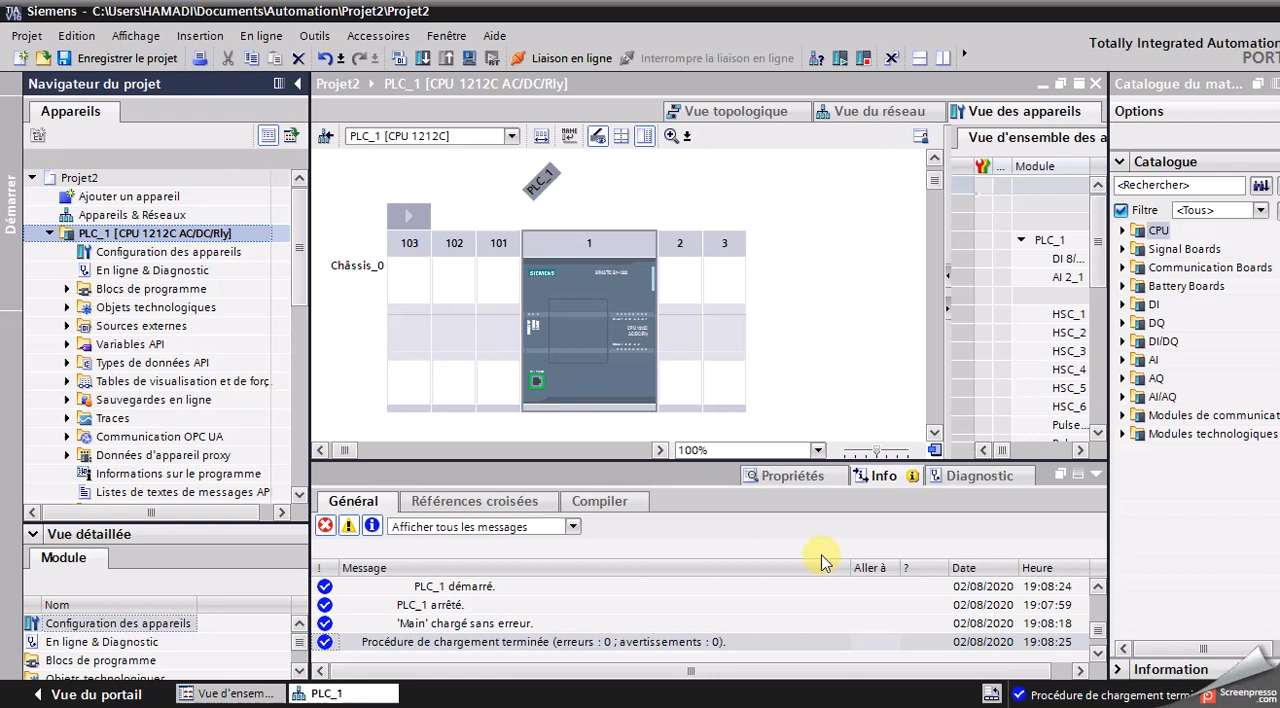 TIA V16 Siemens - C:\Users\HAMADI\Documents\Automation\Projet2\Projet2
Projet Edition Affichage Insertion En ligne Outils Accessoires Fenêtre Aide
Totally Integrated Automation
PORT
Enregistrer le projet Liaison en ligne Interrompre la liaison en ligne
Navigateur du projet
Appareils
Projet2
Ajouter un appareil
Appareils & Réseaux
PLC_1 [CPU 1212C AC/DC/Rly]
Configuration des appareils
En ligne & Diagnostic
Blocs de programme
Objets technologiques
Sources externes
Variables API
Types de données API
Tables de visualisation et de forç
Sauvegardes en ligne
Traces
Communication OPC UA
Données d'appareil proxy
Informations sur le programme
Listes de textes de messages API
Vue détaillée
Module
Nom
Configuration des appareils
En ligne & Diagnostic
Blocs de programme
Objets technologiques
Projet2 PLC_1 [CPU 1212C AC/DC/Rly]
Vue topologique Vue du réseau Vue des appareils
PLC_1 [CPU 1212C]
PLC_1
103 102 101 1 2 3
Châssis_0
SIEMENS
100%
Vue d'ensemble des a
... Module
PLC_1
DI 8/...
AI 2_1
HSC_1
HSC_2
HSC_3
HSC_4
HSC_5
HSC_6
Pulse...
Propriétés Info Diagnostic
Général Références croisées Compiler
Afficher tous les messages
! Message Aller à ? Date Heure
PLC_1 démarré. 02/08/2020 19:08:24
PLC_1 arrêté. 02/08/2020 19:07:59
'Main' chargé sans erreur. 02/08/2020 19:08:18
Procédure de chargement terminée (erreurs : 0 ; avertissements : 0). 02/08/2020 19:08:25
Catalogue du mat...
Options
Catalogue
<Rechercher>
Filtre <Tous>
CPU
Signal Boards
Communication Boards
Battery Boards
DI
DQ
DI/DQ
AI
AQ
AI/AQ
Modules de communicat
Modules technologiques
Information
Démarrer
Vue du portail Vue d'ensem... PLC_1 Procédure de chargement termi
Screenpresso
.com